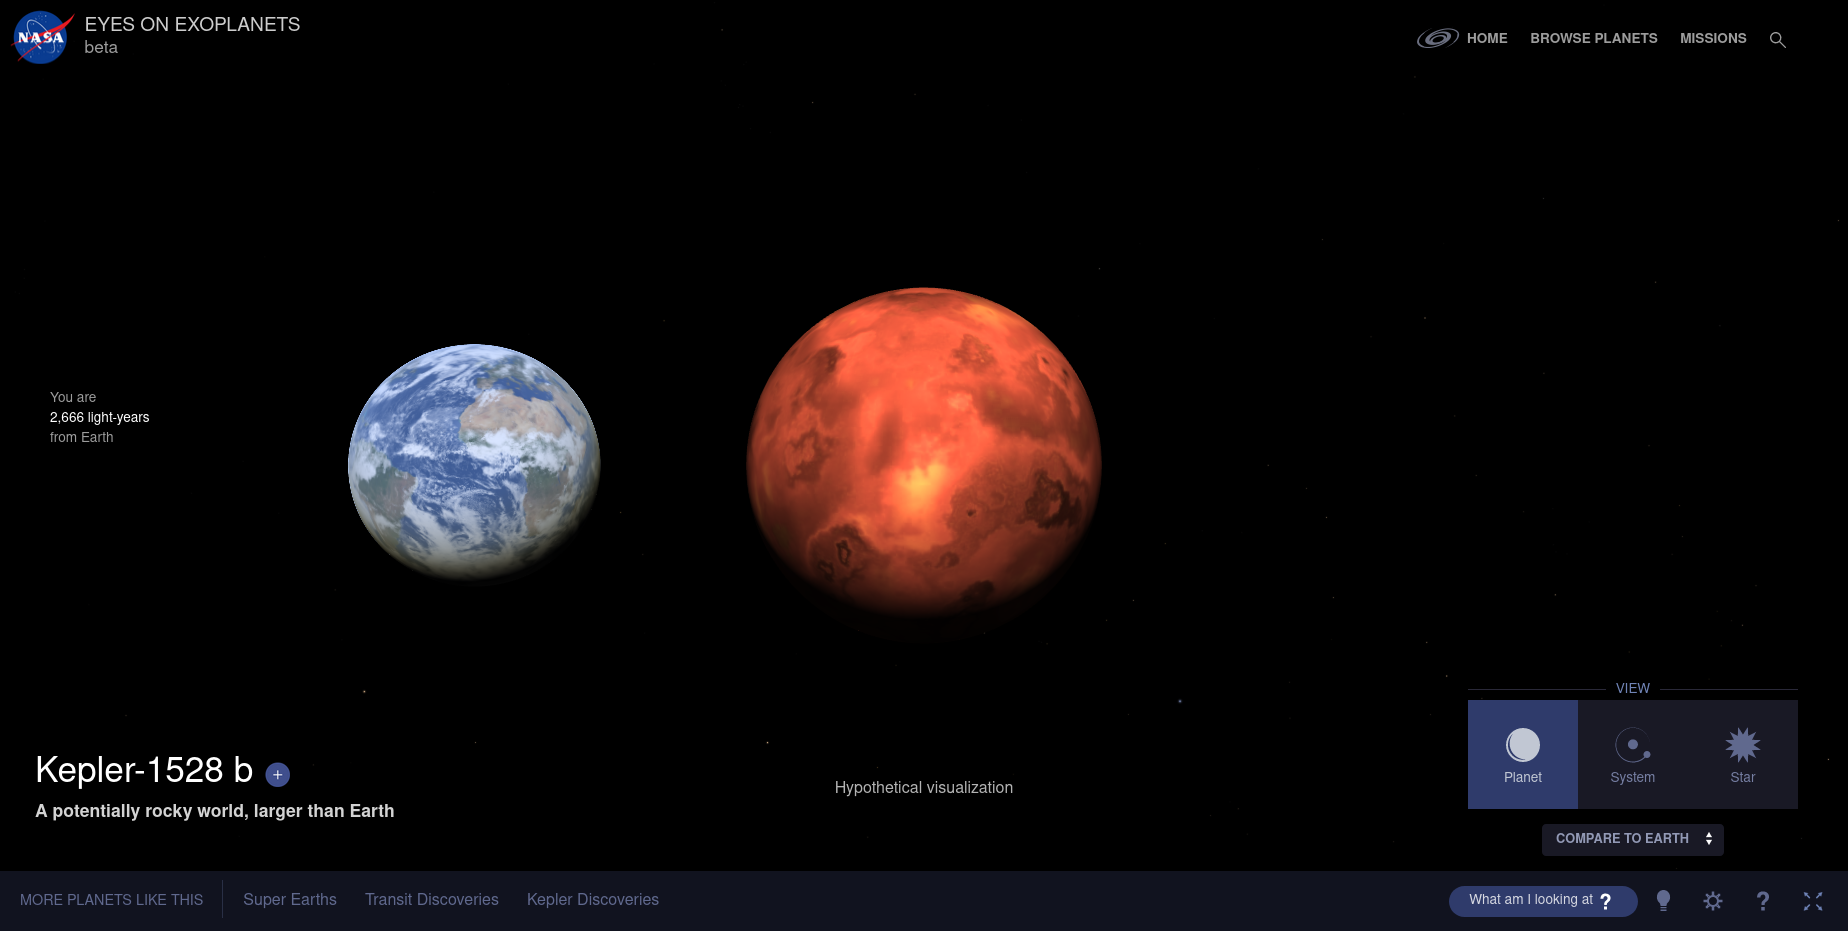 NASA
EYES ON EXOPLANETS
beta
HOME
BROWSE PLANETS
MISSIONS
You are
2,666 light-years
from Earth
Kepler-1528 b +
A potentially rocky world, larger than Earth
Hypothetical visualization
VIEW
Planet
System
Star
COMPARE TO EARTH
MORE PLANETS LIKE THIS
Super Earths
Transit Discoveries
Kepler Discoveries
What am I looking at ?
?